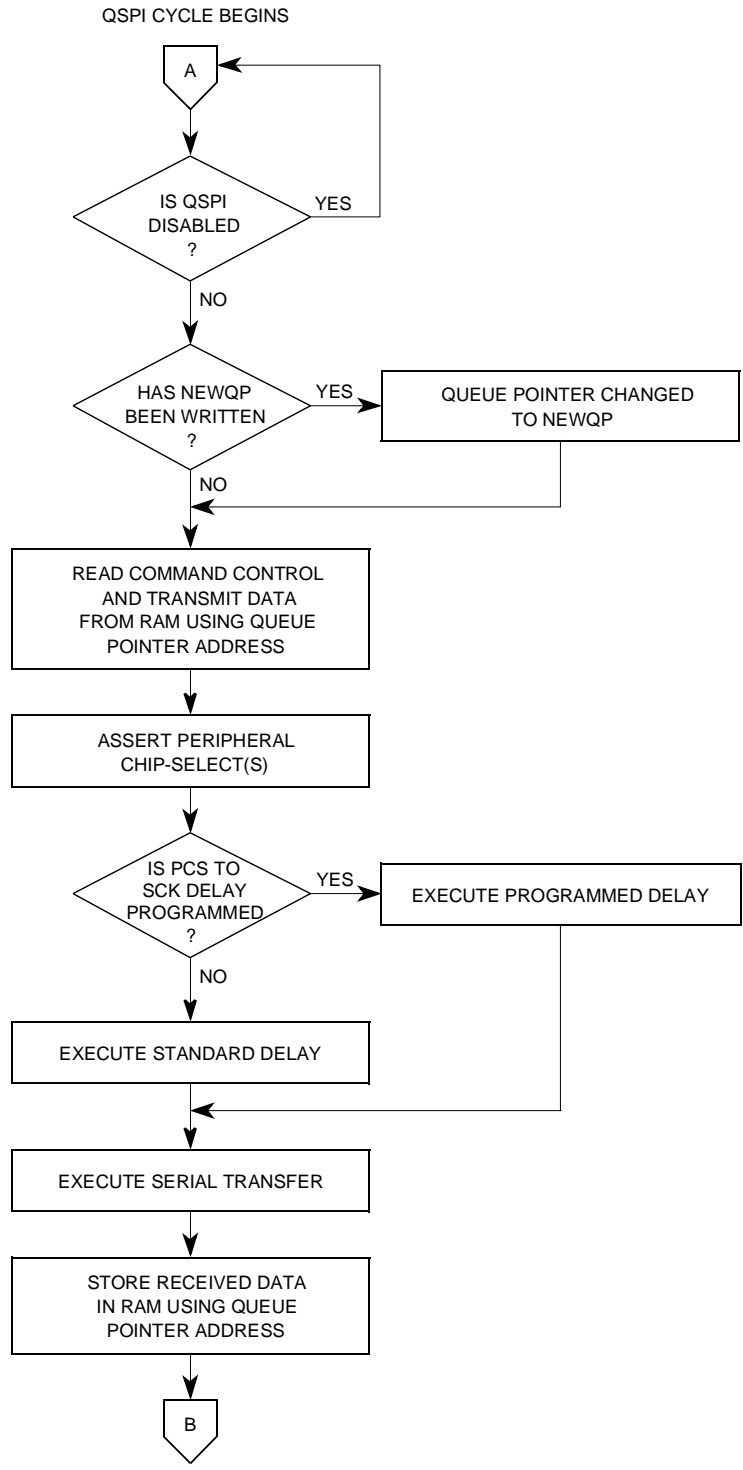 QSPI CYCLE BEGINS
A
IS QSPI
DISABLED
?
YES
NO
HAS NEWQP
BEEN WRITTEN
?
YES
QUEUE POINTER CHANGED
TO NEWQP
NO
READ COMMAND CONTROL
AND TRANSMIT DATA
FROM RAM USING QUEUE
POINTER ADDRESS
ASSERT PERIPHERAL
CHIP-SELECT(S)
IS PCS TO
SCK DELAY
PROGRAMMED
?
YES
EXECUTE PROGRAMMED DELAY
NO
EXECUTE STANDARD DELAY
EXECUTE SERIAL TRANSFER
STORE RECEIVED DATA
IN RAM USING QUEUE
POINTER ADDRESS
B